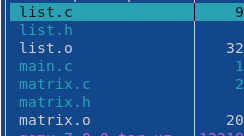 list.c 9
list.h
list.o 32
main.c 1
matrix.c 2
matrix.h
matrix.o 20